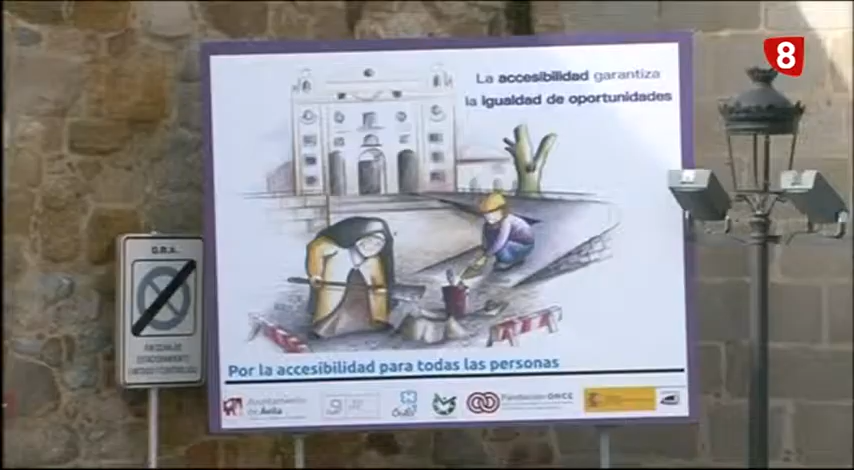 8
La accesibilidad garantiza
la igualdad de oportunidades
O.R.A.
Por la accesibilidad para todas las personas
Ayuntamiento
de Ávila
Fundación ONCE